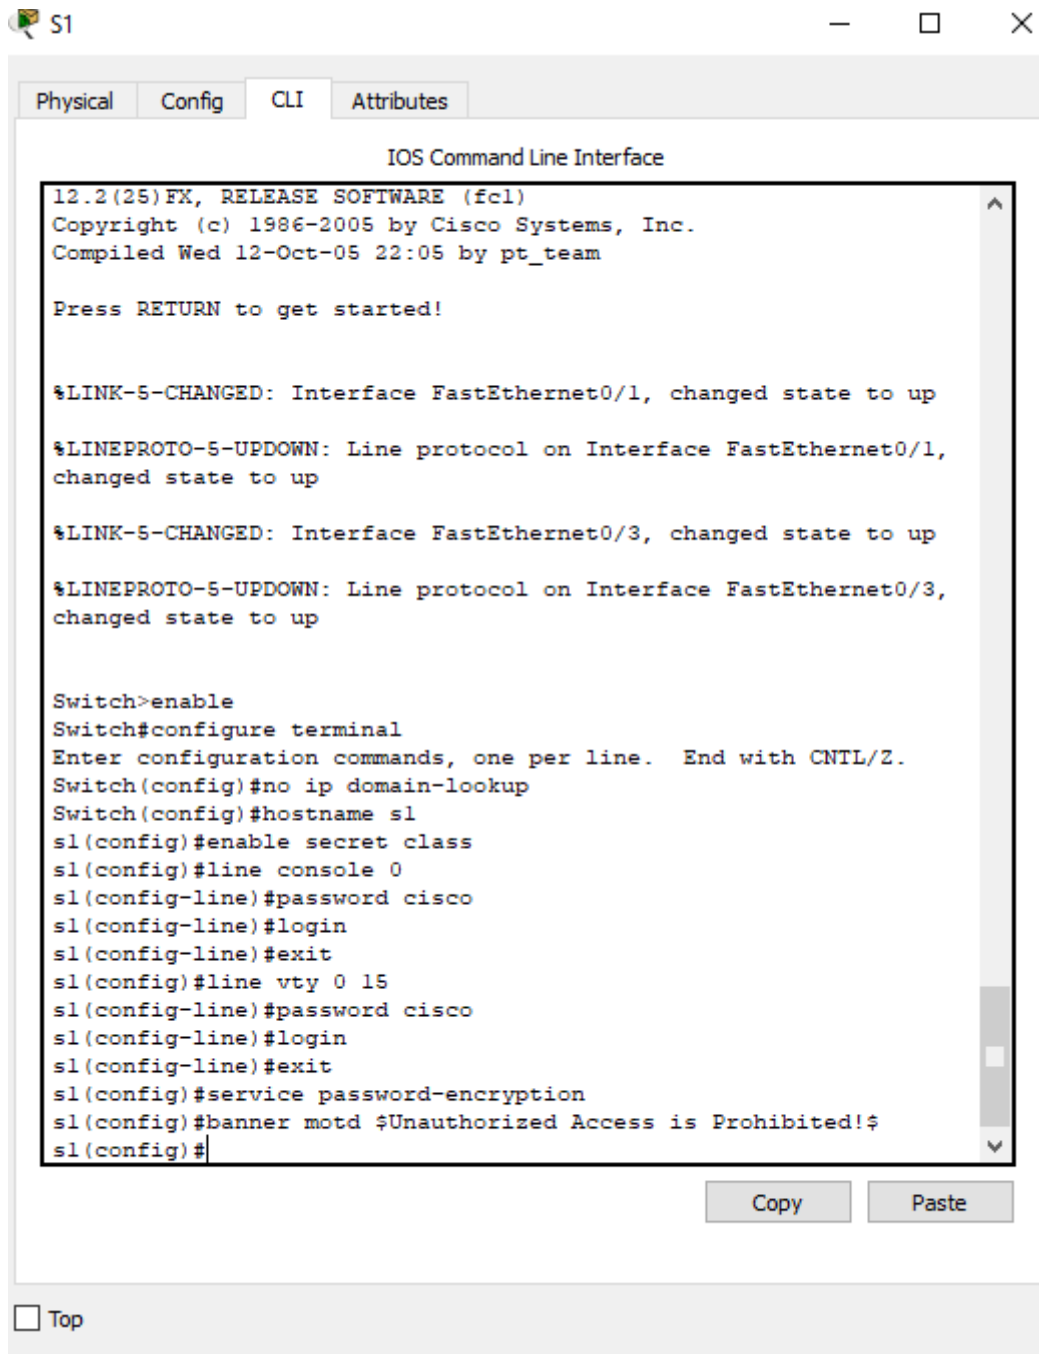 S1
Physical Config CLI Attributes
IOS Command Line Interface
12.2(25)FX, RELEASE SOFTWARE (fc1)
Copyright (c) 1986-2005 by Cisco Systems, Inc.
Compiled Wed 12-Oct-05 22:05 by pt_team
Press RETURN to get started!
%LINK-5-CHANGED: Interface FastEthernet0/1, changed state to up
%LINEPROTO-5-UPDOWN: Line protocol on Interface FastEthernet0/1,
changed state to up
%LINK-5-CHANGED: Interface FastEthernet0/3, changed state to up
%LINEPROTO-5-UPDOWN: Line protocol on Interface FastEthernet0/3,
changed state to up
Switch>enable
Switch#configure terminal
Enter configuration commands, one per line.  End with CNTL/Z.
Switch(config)#no ip domain-lookup
Switch(config)#hostname s1
s1(config)#enable secret class
s1(config)#line console 0
s1(config-line)#password cisco
s1(config-line)#login
s1(config-line)#exit
s1(config)#line vty 0 15
s1(config-line)#password cisco
s1(config-line)#login
s1(config-line)#exit
s1(config)#service password-encryption
s1(config)#banner motd $Unauthorized Access is Prohibited!$
s1(config)#
Copy Paste
Top